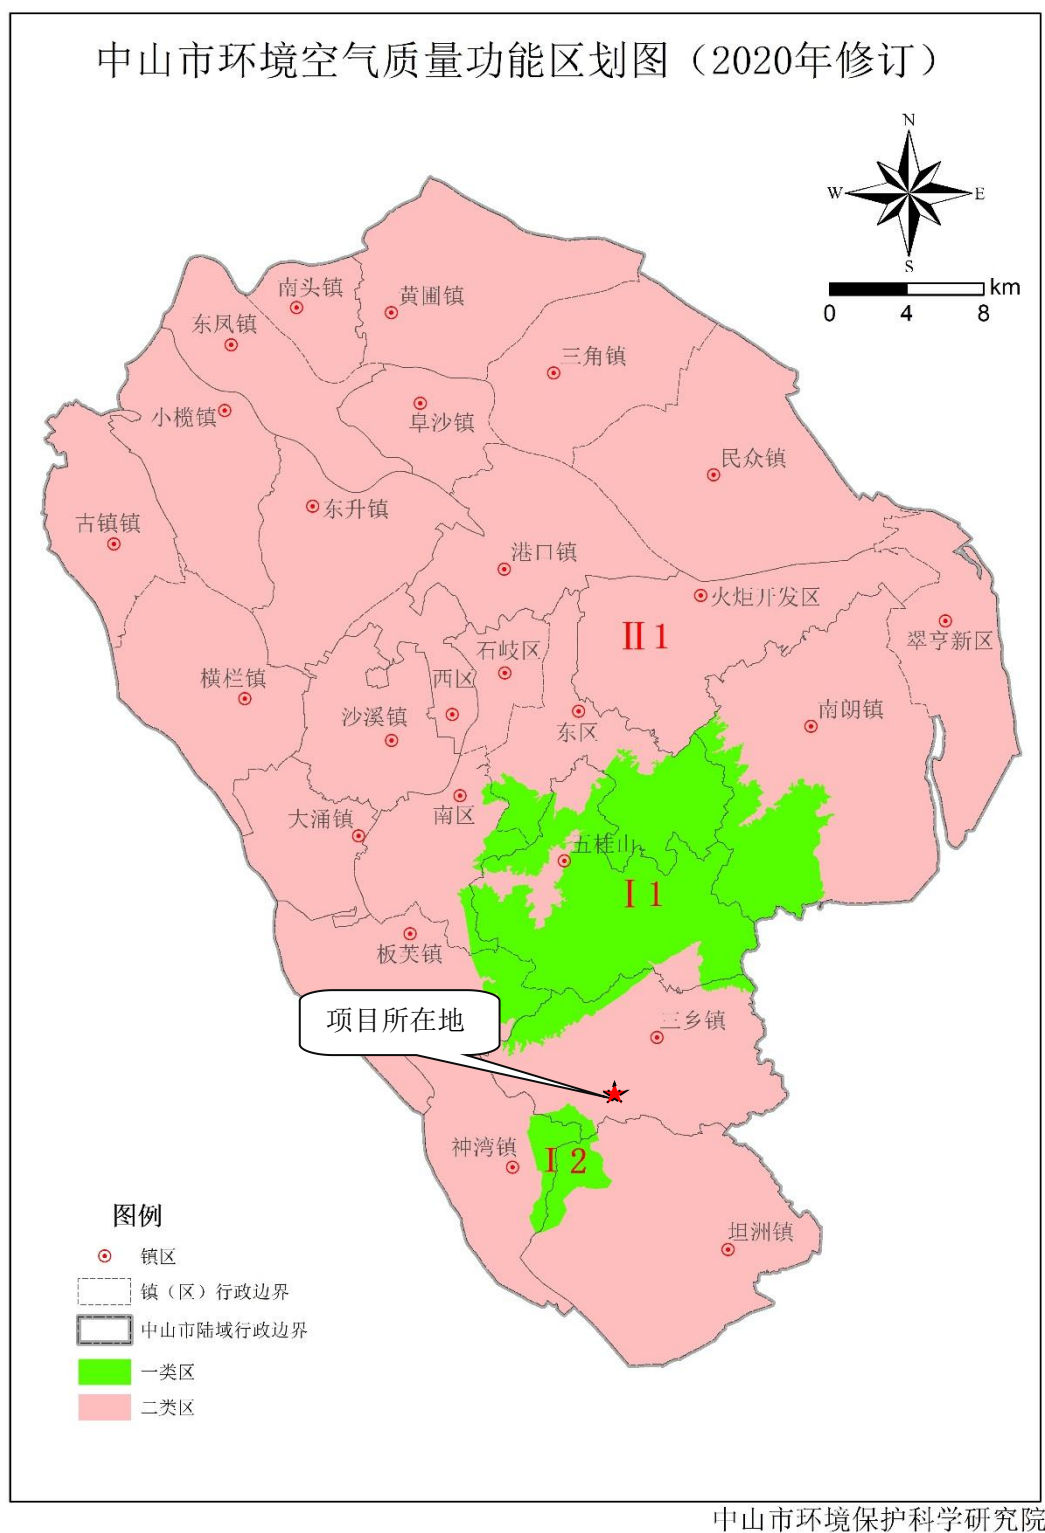 中山市环境空气质量功能区划图（2020年修订）
N
W
E
S
km
0 4 8
南头镇
黄圃镇
东凤镇
三角镇
小榄镇
阜沙镇
民众镇
古镇镇
东升镇
港口镇
火炬开发区
II 1
翠亨新区
石岐区
横栏镇
西区
沙溪镇
南朗镇
东区
大涌镇
南区
五桂山
I 1
板芙镇
项目所在地
三乡镇
神湾镇
I 2
坦洲镇
图例
镇区
镇（区）行政边界
中山市陆域行政边界
一类区
二类区
中山市环境保护科学研究院